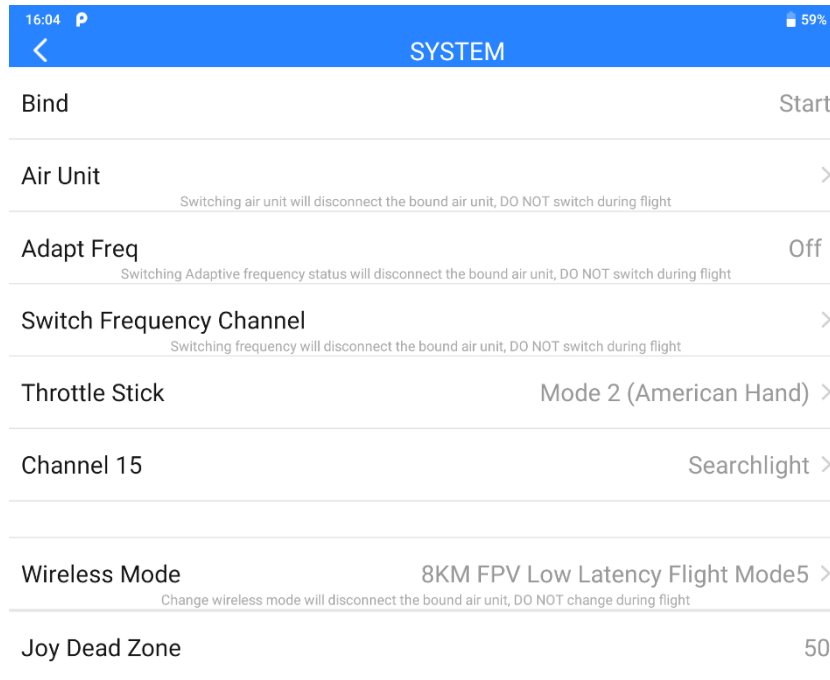 16:04 59%
SYSTEM
Bind Start
Air Unit
Switching air unit will disconnect the bound air unit, DO NOT switch during flight
Adapt Freq Off
Switching Adaptive frequency status will disconnect the bound air unit, DO NOT switch during flight
Switch Frequency Channel
Switching frequency will disconnect the bound air unit, DO NOT switch during flight
Throttle Stick Mode 2 (American Hand)
Channel 15 Searchlight
Wireless Mode 8KM FPV Low Latency Flight Mode5
Change wireless mode will disconnect the bound air unit, DO NOT change during flight
Joy Dead Zone 50